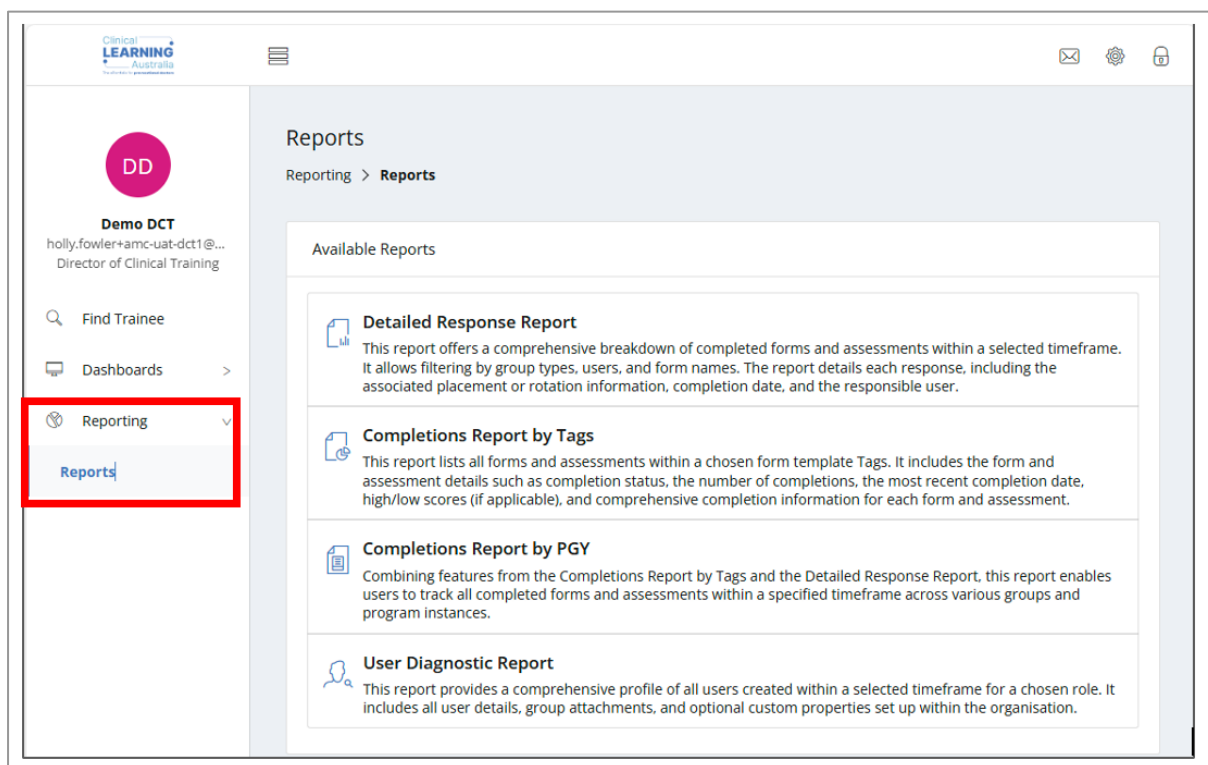 Clinical
LEARNING
Australia
DD
Demo DCT
holly.fowler+amc-uat-dct1@...
Director of Clinical Training
Find Trainee
Dashboards >
Reporting
Reports
Reports
Reporting > Reports
Available Reports
Detailed Response Report
This report offers a comprehensive breakdown of completed forms and assessments within a selected timeframe.
It allows filtering by group types, users, and form names. The report details each response, including the
associated placement or rotation information, completion date, and the responsible user.
Completions Report by Tags
This report lists all forms and assessments within a chosen form template Tags. It includes the form and
assessment details such as completion status, the number of completions, the most recent completion date,
high/low scores (if applicable), and comprehensive completion information for each form and assessment.
Completions Report by PGY
Combining features from the Completions Report by Tags and the Detailed Response Report, this report enables
users to track all completed forms and assessments within a specified timeframe across various groups and
program instances.
User Diagnostic Report
This report provides a comprehensive profile of all users created within a selected timeframe for a chosen role. It
includes all user details, group attachments, and optional custom properties set up within the organisation.